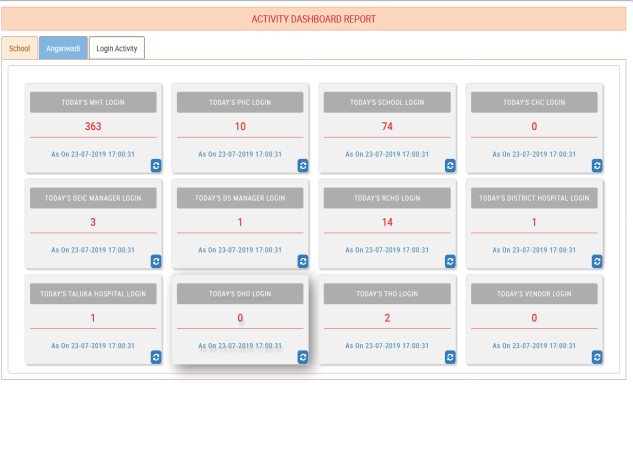 ACTIVITY DASHBOARD REPORT
School Anganwadi Login Activity
TODAY'S MHT LOGIN
363
As On 23-07-2019 17:00:31
TODAY'S PHC LOGIN
10
As On 23-07-2019 17:00:31
TODAY'S SCHOOL LOGIN
74
As On 23-07-2019 17:00:31
TODAY'S CHC LOGIN
0
As On 23-07-2019 17:00:31
TODAY'S DEIC MANAGER LOGIN
3
As On 23-07-2019 17:00:31
TODAY'S DS MANAGER LOGIN
1
As On 23-07-2019 17:00:31
TODAY'S RCHO LOGIN
14
As On 23-07-2019 17:00:31
TODAY'S DISTRICT HOSPITAL LOGIN
1
As On 23-07-2019 17:00:31
TODAY'S TALUKA HOSPITAL LOGIN
1
As On 23-07-2019 17:00:31
TODAY'S DHO LOGIN
0
As On 23-07-2019 17:00:31
TODAY'S THO LOGIN
2
As On 23-07-2019 17:00:31
TODAY'S VENDOR LOGIN
0
As On 23-07-2019 17:00:31